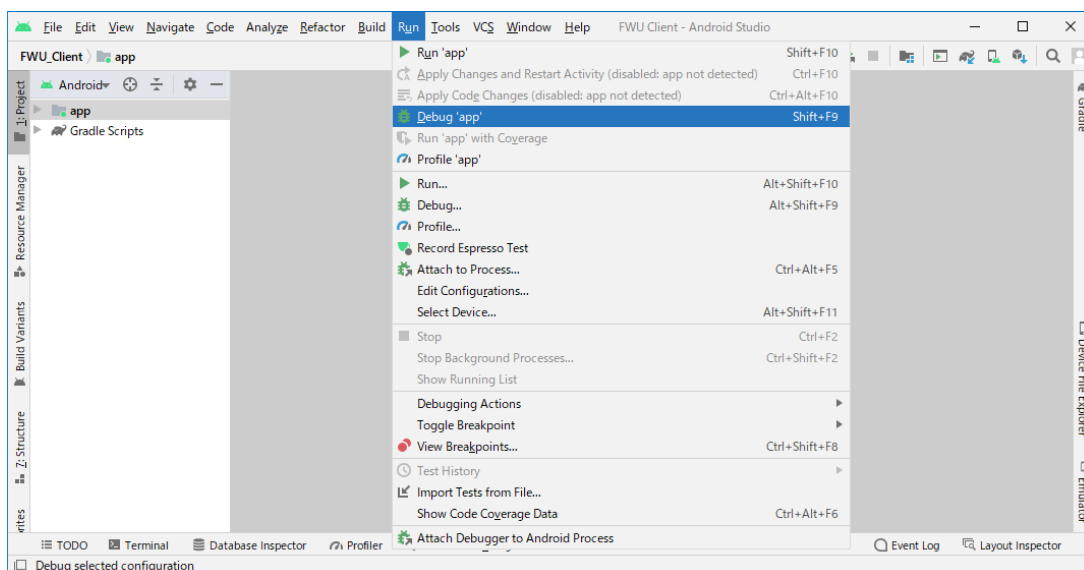 File Edit View Navigate Code Analyze Refactor Build Run Tools VCS Window Help FWU Client - Android Studio
FWU_Client app
1: Project
Resource Manager
Build Variants
7: Structure
Android
app
Gradle Scripts
Run 'app' Shift+F10
Apply Changes and Restart Activity (disabled: app not detected) Ctrl+F10
Apply Code Changes (disabled: app not detected) Ctrl+Alt+F10
Debug 'app' Shift+F9
Run 'app' with Coverage
Profile 'app'
Run... Alt+Shift+F10
Debug... Alt+Shift+F9
Profile...
Record Espresso Test
Attach to Process... Ctrl+Alt+F5
Edit Configurations...
Select Device... Alt+Shift+F11
Stop Ctrl+F2
Stop Background Processes... Ctrl+Shift+F2
Show Running List
Debugging Actions
Toggle Breakpoint
View Breakpoints... Ctrl+Shift+F8
Test History
Import Tests from File...
Show Code Coverage Data Ctrl+Alt+F6
Attach Debugger to Android Process
Gradle
Device File Explorer
Emulator
TODO Terminal Database Inspector Profiler Event Log Layout Inspector
Debug selected configuration